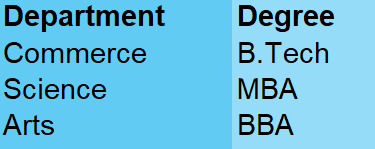 Department Degree
Commerce B.Tech
Science MBA
Arts BBA